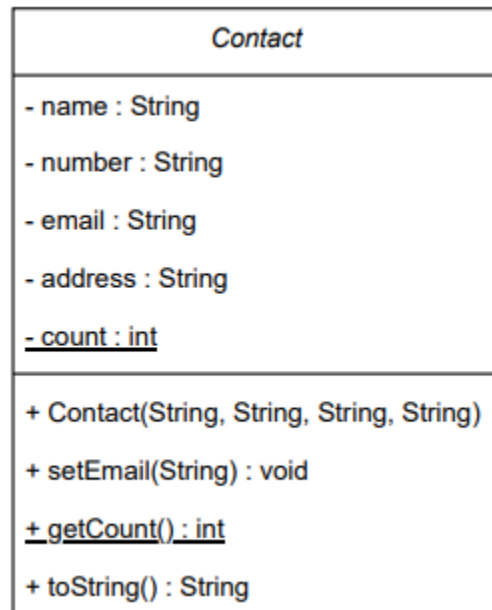 Contact
- name : String
- number : String
- email : String
- address : String
- count : int
+ Contact(String, String, String, String)
+ setEmail(String) : void
+ getCount() : int
+ toString() : String